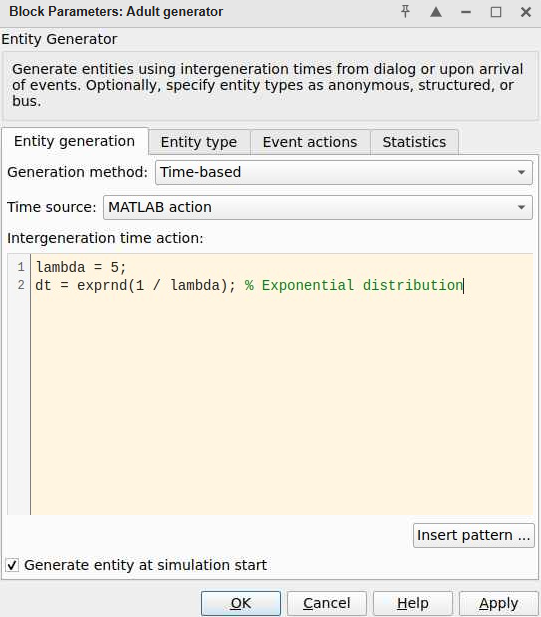 Block Parameters: Adult generator
Entity Generator
Generate entities using intergeneration times from dialog or upon arrival
of events. Optionally, specify entity types as anonymous, structured, or
bus.
Entity generation Entity type Event actions Statistics
Generation method: Time-based
Time source: MATLAB action
Intergeneration time action:
1 lambda = 5;
2 dt = exprnd(1 / lambda); % Exponential distribution
Insert pattern ...
Generate entity at simulation start
OK Cancel Help Apply